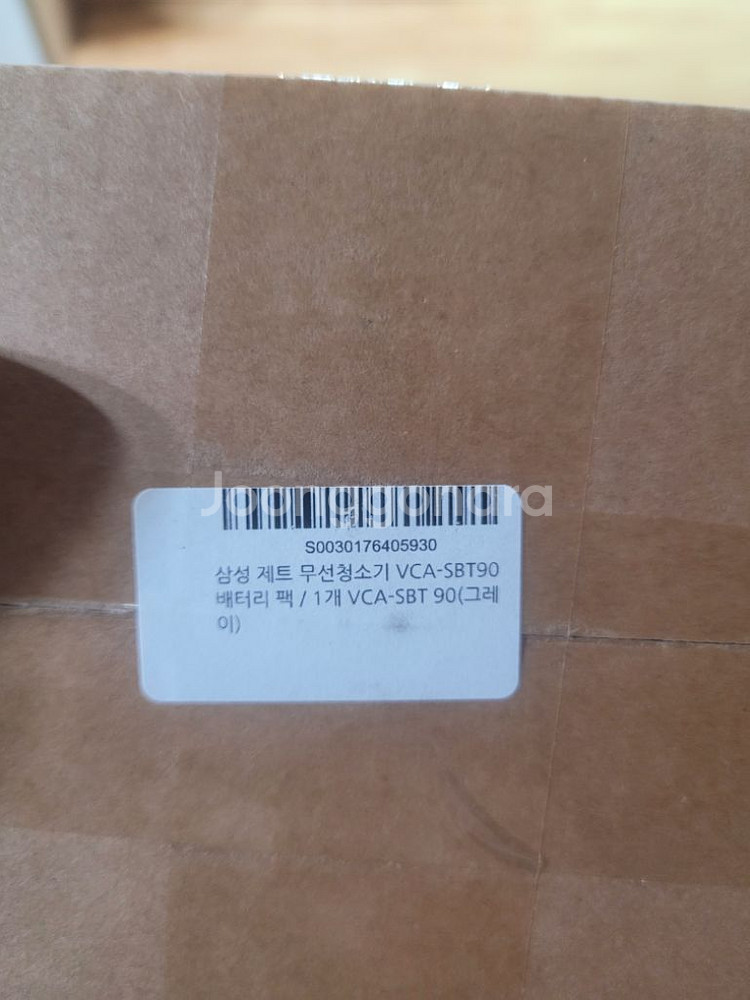 Joonggonara
S0030176405930
삼성 제트 무선청소기 VCA-SBT90
배터리 팩 / 1개 VCA-SBT 90(그레
이)